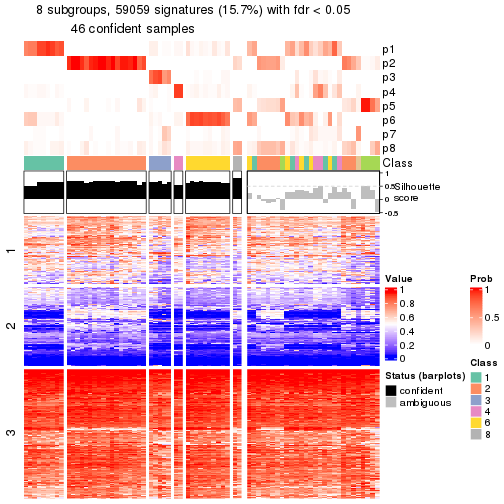 8 subgroups, 59059 signatures (15.7%) with fdr < 0.05
46 confident samples
p1
p2
p3
p4
p5
p6
p7
p8
Class
1
0.5
0
-0.5
Silhouette
score
1
2
3
Value
1
0.8
0.6
0.4
0.2
0
Prob
1
0.5
0
Status (barplots)
confident
ambiguous
Class
1
2
3
4
6
8